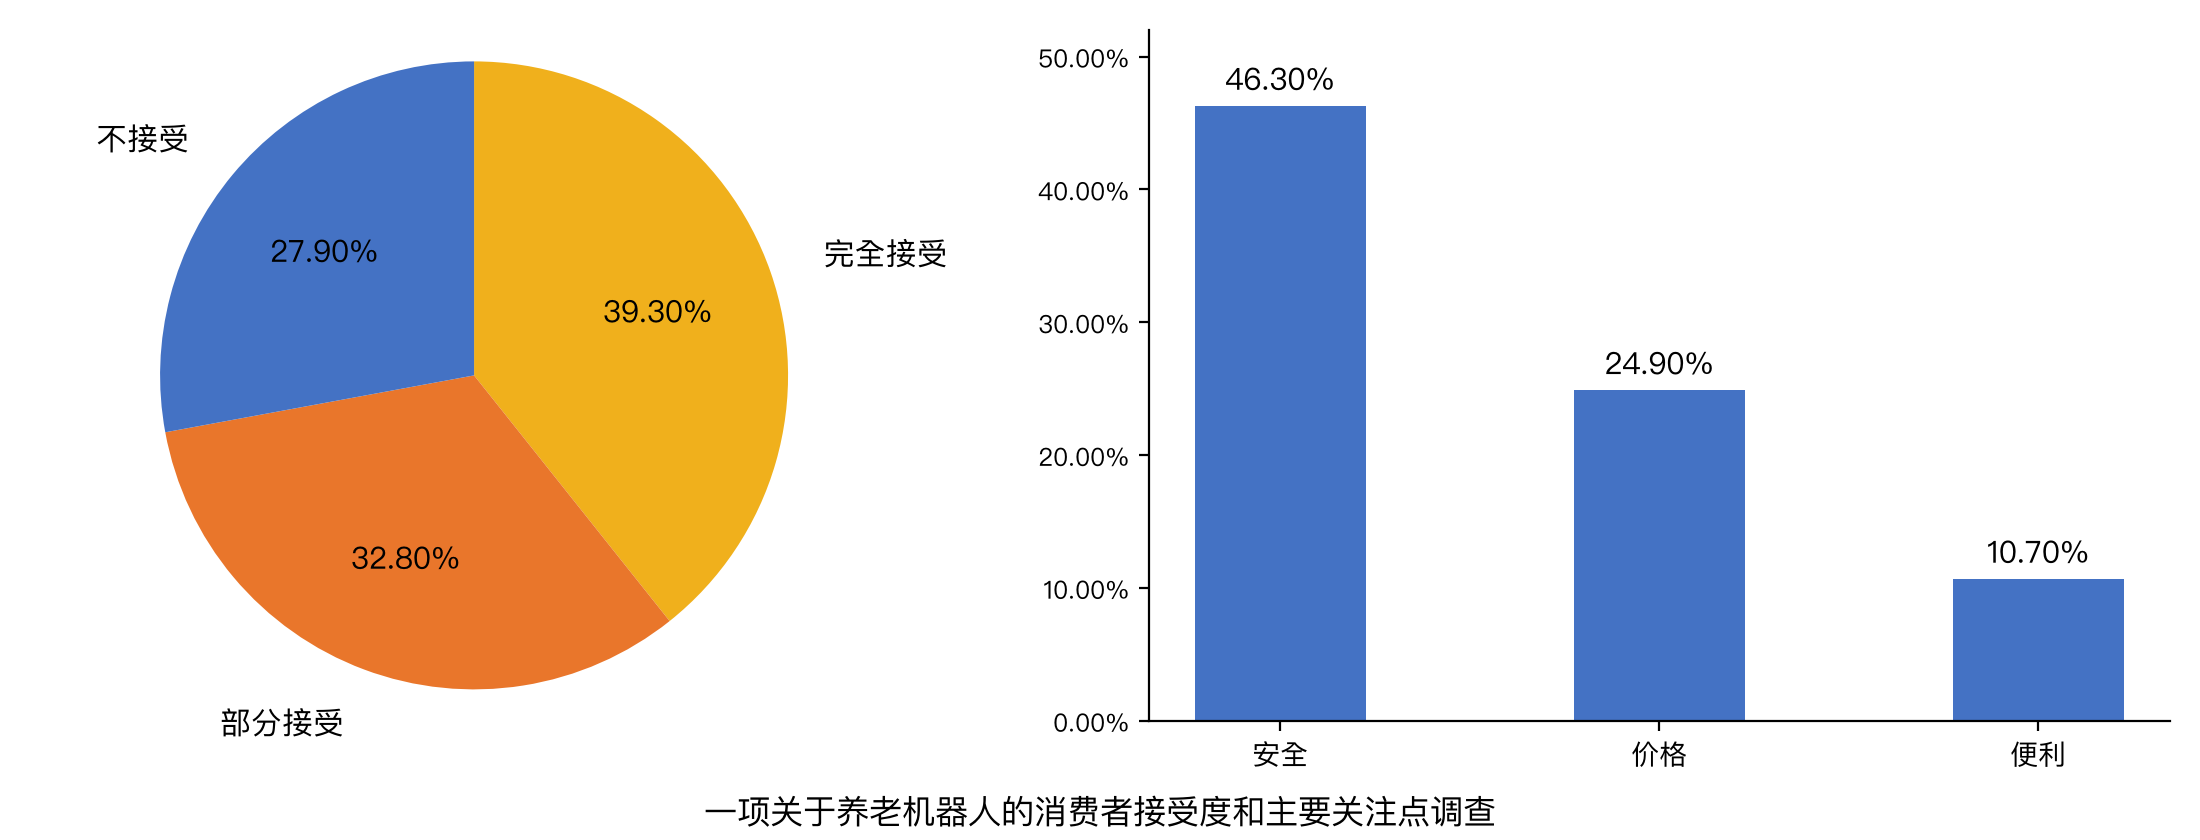 不接受
27.90%
完全接受
39.30%
32.80%
部分接受
50.00%
40.00%
30.00%
20.00%
10.00%
0.00%
46.30%
24.90%
10.70%
安全
价格
便利
一项关于养老机器人的消费者接受度和主要关注点调查